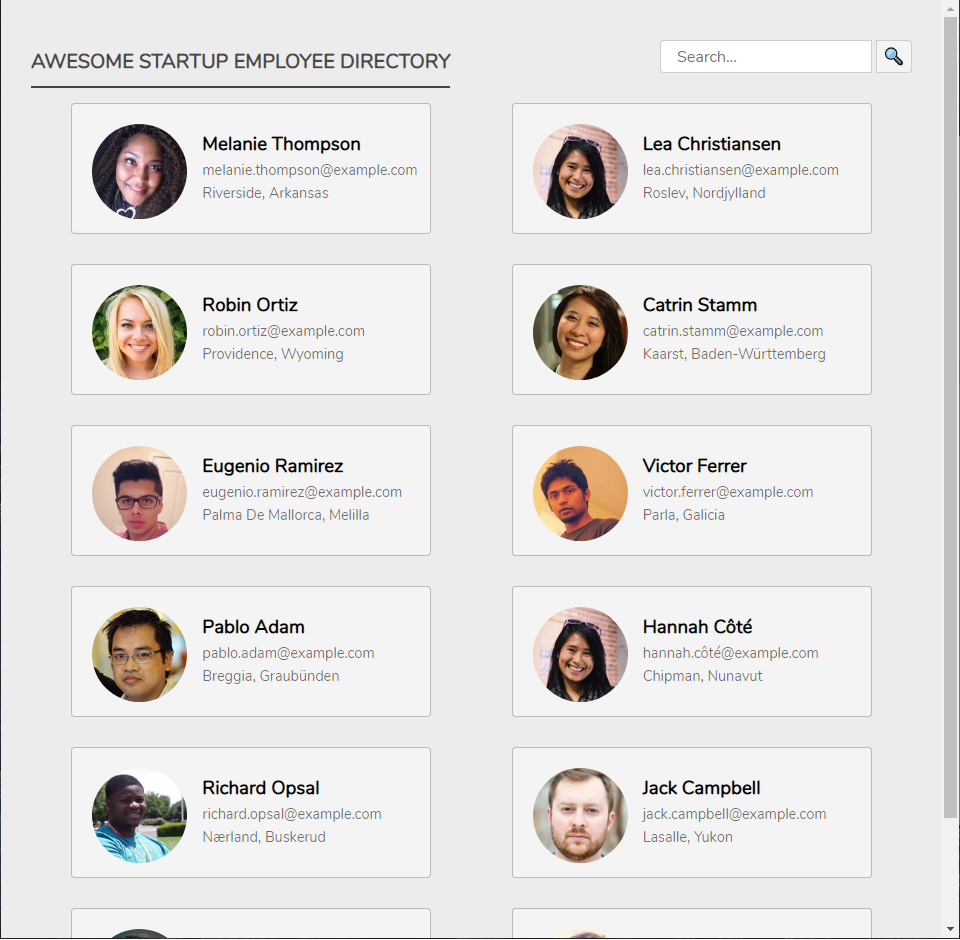 AWESOME STARTUP EMPLOYEE DIRECTORY
Search...
Melanie Thompson
melanie.thompson@example.com
Riverside, Arkansas
Lea Christiansen
lea.christiansen@example.com
Roslev, Nordjylland
Robin Ortiz
robin.ortiz@example.com
Providence, Wyoming
Catrin Stamm
catrin.stamm@example.com
Kaarst, Baden-Württemberg
Eugenio Ramirez
eugenio.ramirez@example.com
Palma De Mallorca, Melilla
Victor Ferrer
victor.ferrer@example.com
Parla, Galicia
Pablo Adam
pablo.adam@example.com
Breggia, Graubünden
Hannah Côté
hannah.côté@example.com
Chipman, Nunavut
Richard Opsal
richard.opsal@example.com
Nærland, Buskerud
Jack Campbell
jack.campbell@example.com
Lasalle, Yukon